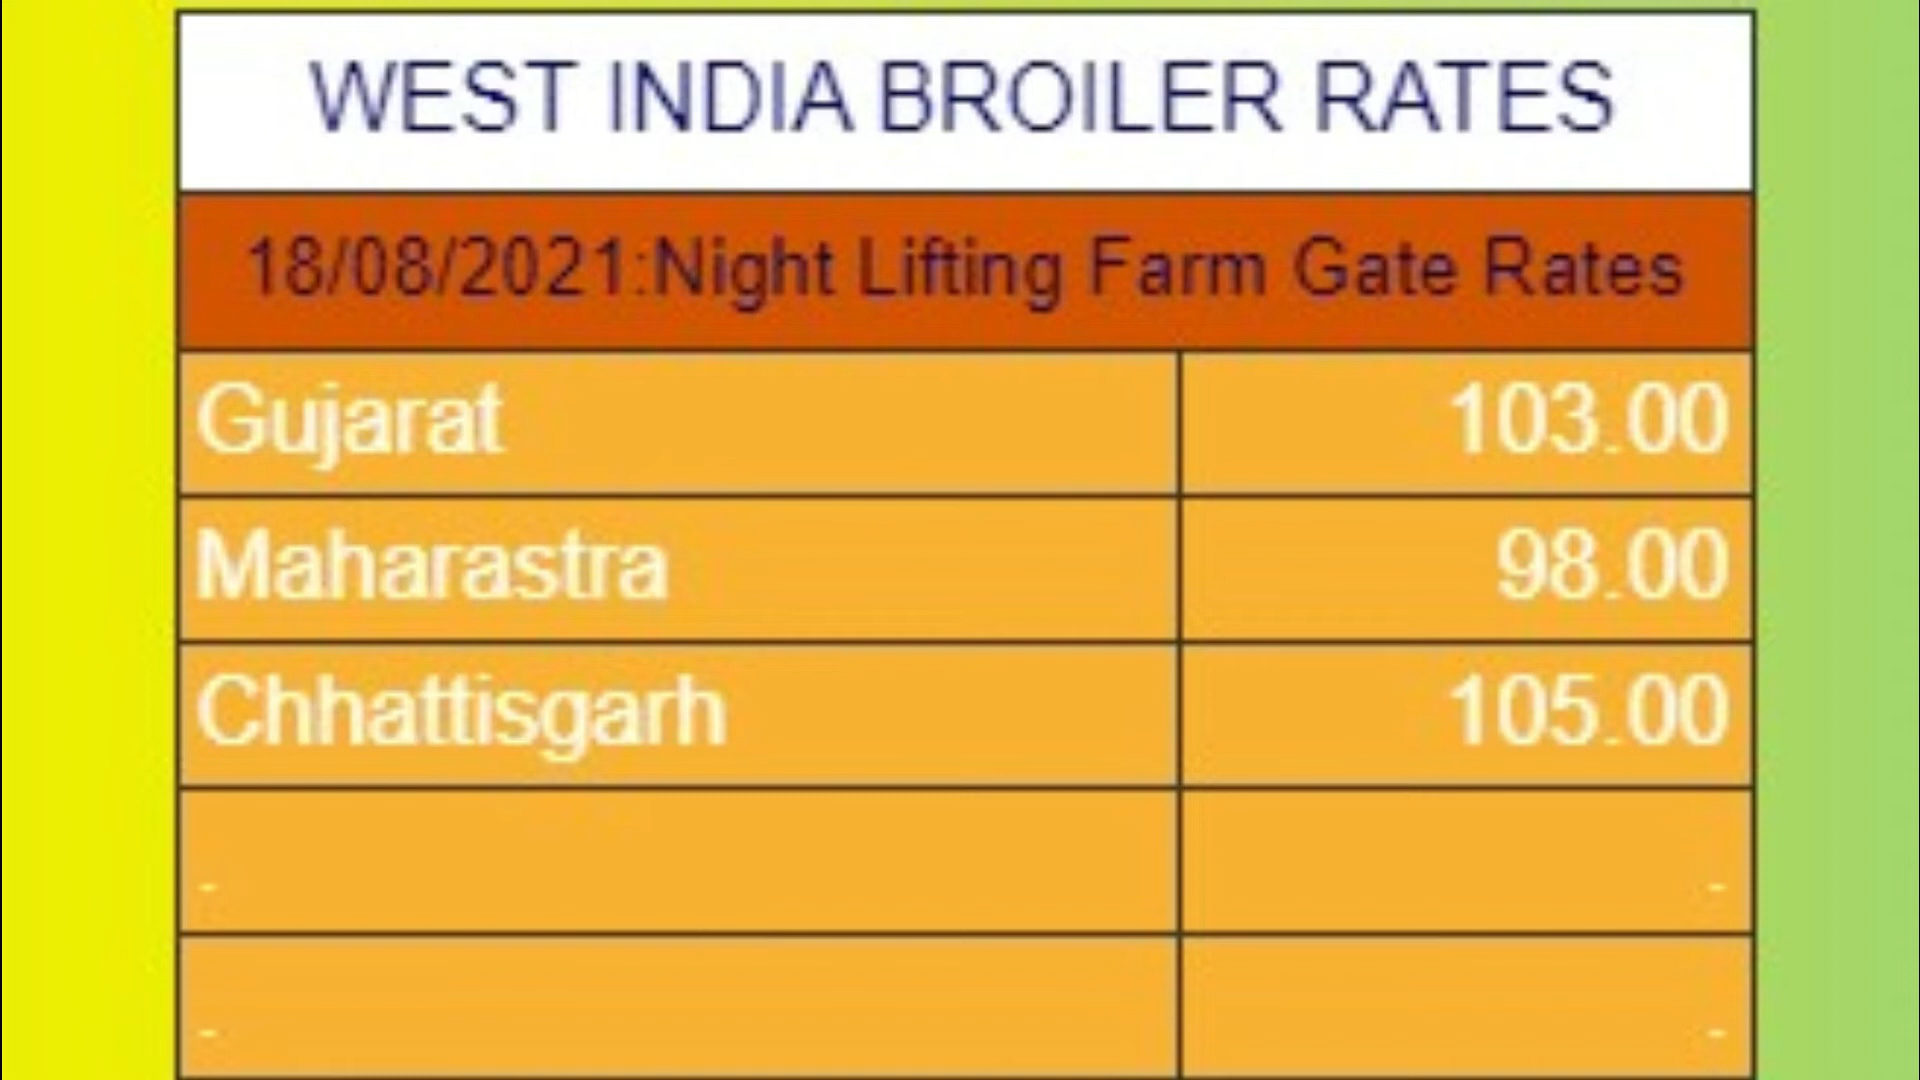 WEST INDIA BROILER RATES
18/08/2021:Night Lifting Farm Gate Rates
Gujarat 103.00
Maharastra 98.00
Chhattisgarh 105.00
- -
- -